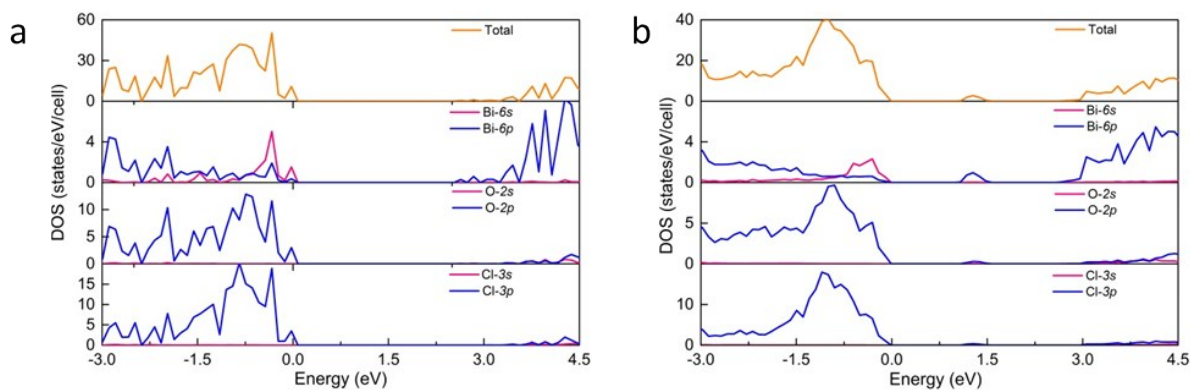 a
60
30
0
Total
4
0
Bi-6s
Bi-6p
10
5
0
O-2s
O-2p
15
10
5
0
Cl-3s
Cl-3p
DOS (states/eV/cell)
-3.0 -1.5 0.0 1.5 3.0 4.5
Energy (eV)
b
40
20
0
Total
4
0
Bi-6s
Bi-6p
5
0
O-2s
O-2p
10
0
Cl-3s
Cl-3p
DOS (states/eV/cell)
-3.0 -1.5 0.0 1.5 3.0 4.5
Energy (eV)